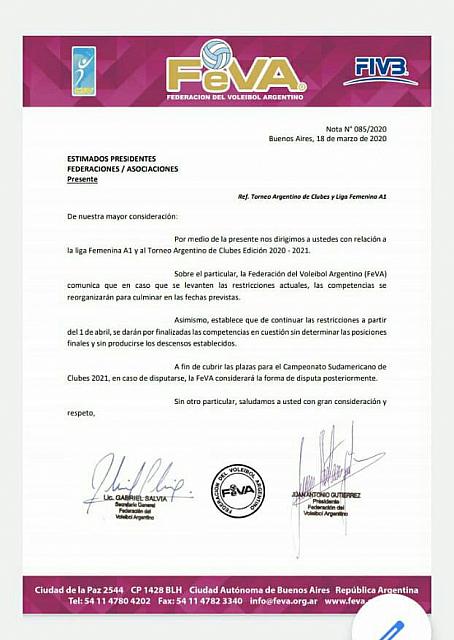 FeVA
FEDERACION DEL VOLEIBOL ARGENTINO
FIVB
Nota N° 085/2020
Buenos Aires, 18 de marzo de 2020
ESTIMADOS PRESIDENTES
FEDERACIONES / ASOCIACIONES
Presente
Ref. Torneo Argentino de Clubes y Liga Femenino A1
De nuestra mayor consideración:
Por medio de la presente nos dirigimos a ustedes con relación a
la liga Femenina A1 y al Torneo Argentino de Clubes Edición 2020 - 2021.
Sobre el particular, la Federación del Voleibol Argentino (FeVA)
comunica que en caso que se levanten las restricciones actuales, las competencias se
reorganizarán para culminar en las fechas previstas.
Asimismo, establece que de continuar las restricciones a partir
del 1 de abril, se darán por finalizadas las competencias en cuestión sin determinar las posiciones
finales y sin producirse los descensos establecidos.
A fin de cubrir las plazas para el Campeonato Sudamericano de
Clubes 2021, en caso de disputarse, la FeVA considerará la forma de disputa posteriormente.
Sin otro particular, saludamos a usted con gran consideración y
respeto,
Lic. GABRIEL SALVIA
Secretario General
Federación del
Voleibol Argentino
FEDERACION DEL VOLEIBOL ARGENTINO
FeVA
JUAN ANTONIO GUTIERREZ
Presidente
Federación del
Voleibol Argentino
Ciudad de la Paz 2544 CP 1428 BLH Ciudad Autónoma de Buenos Aires República Argentina
Tel: 54 11 4780 4202 Fax: 54 11 4782 3340 info@feva.org.ar www.feva.